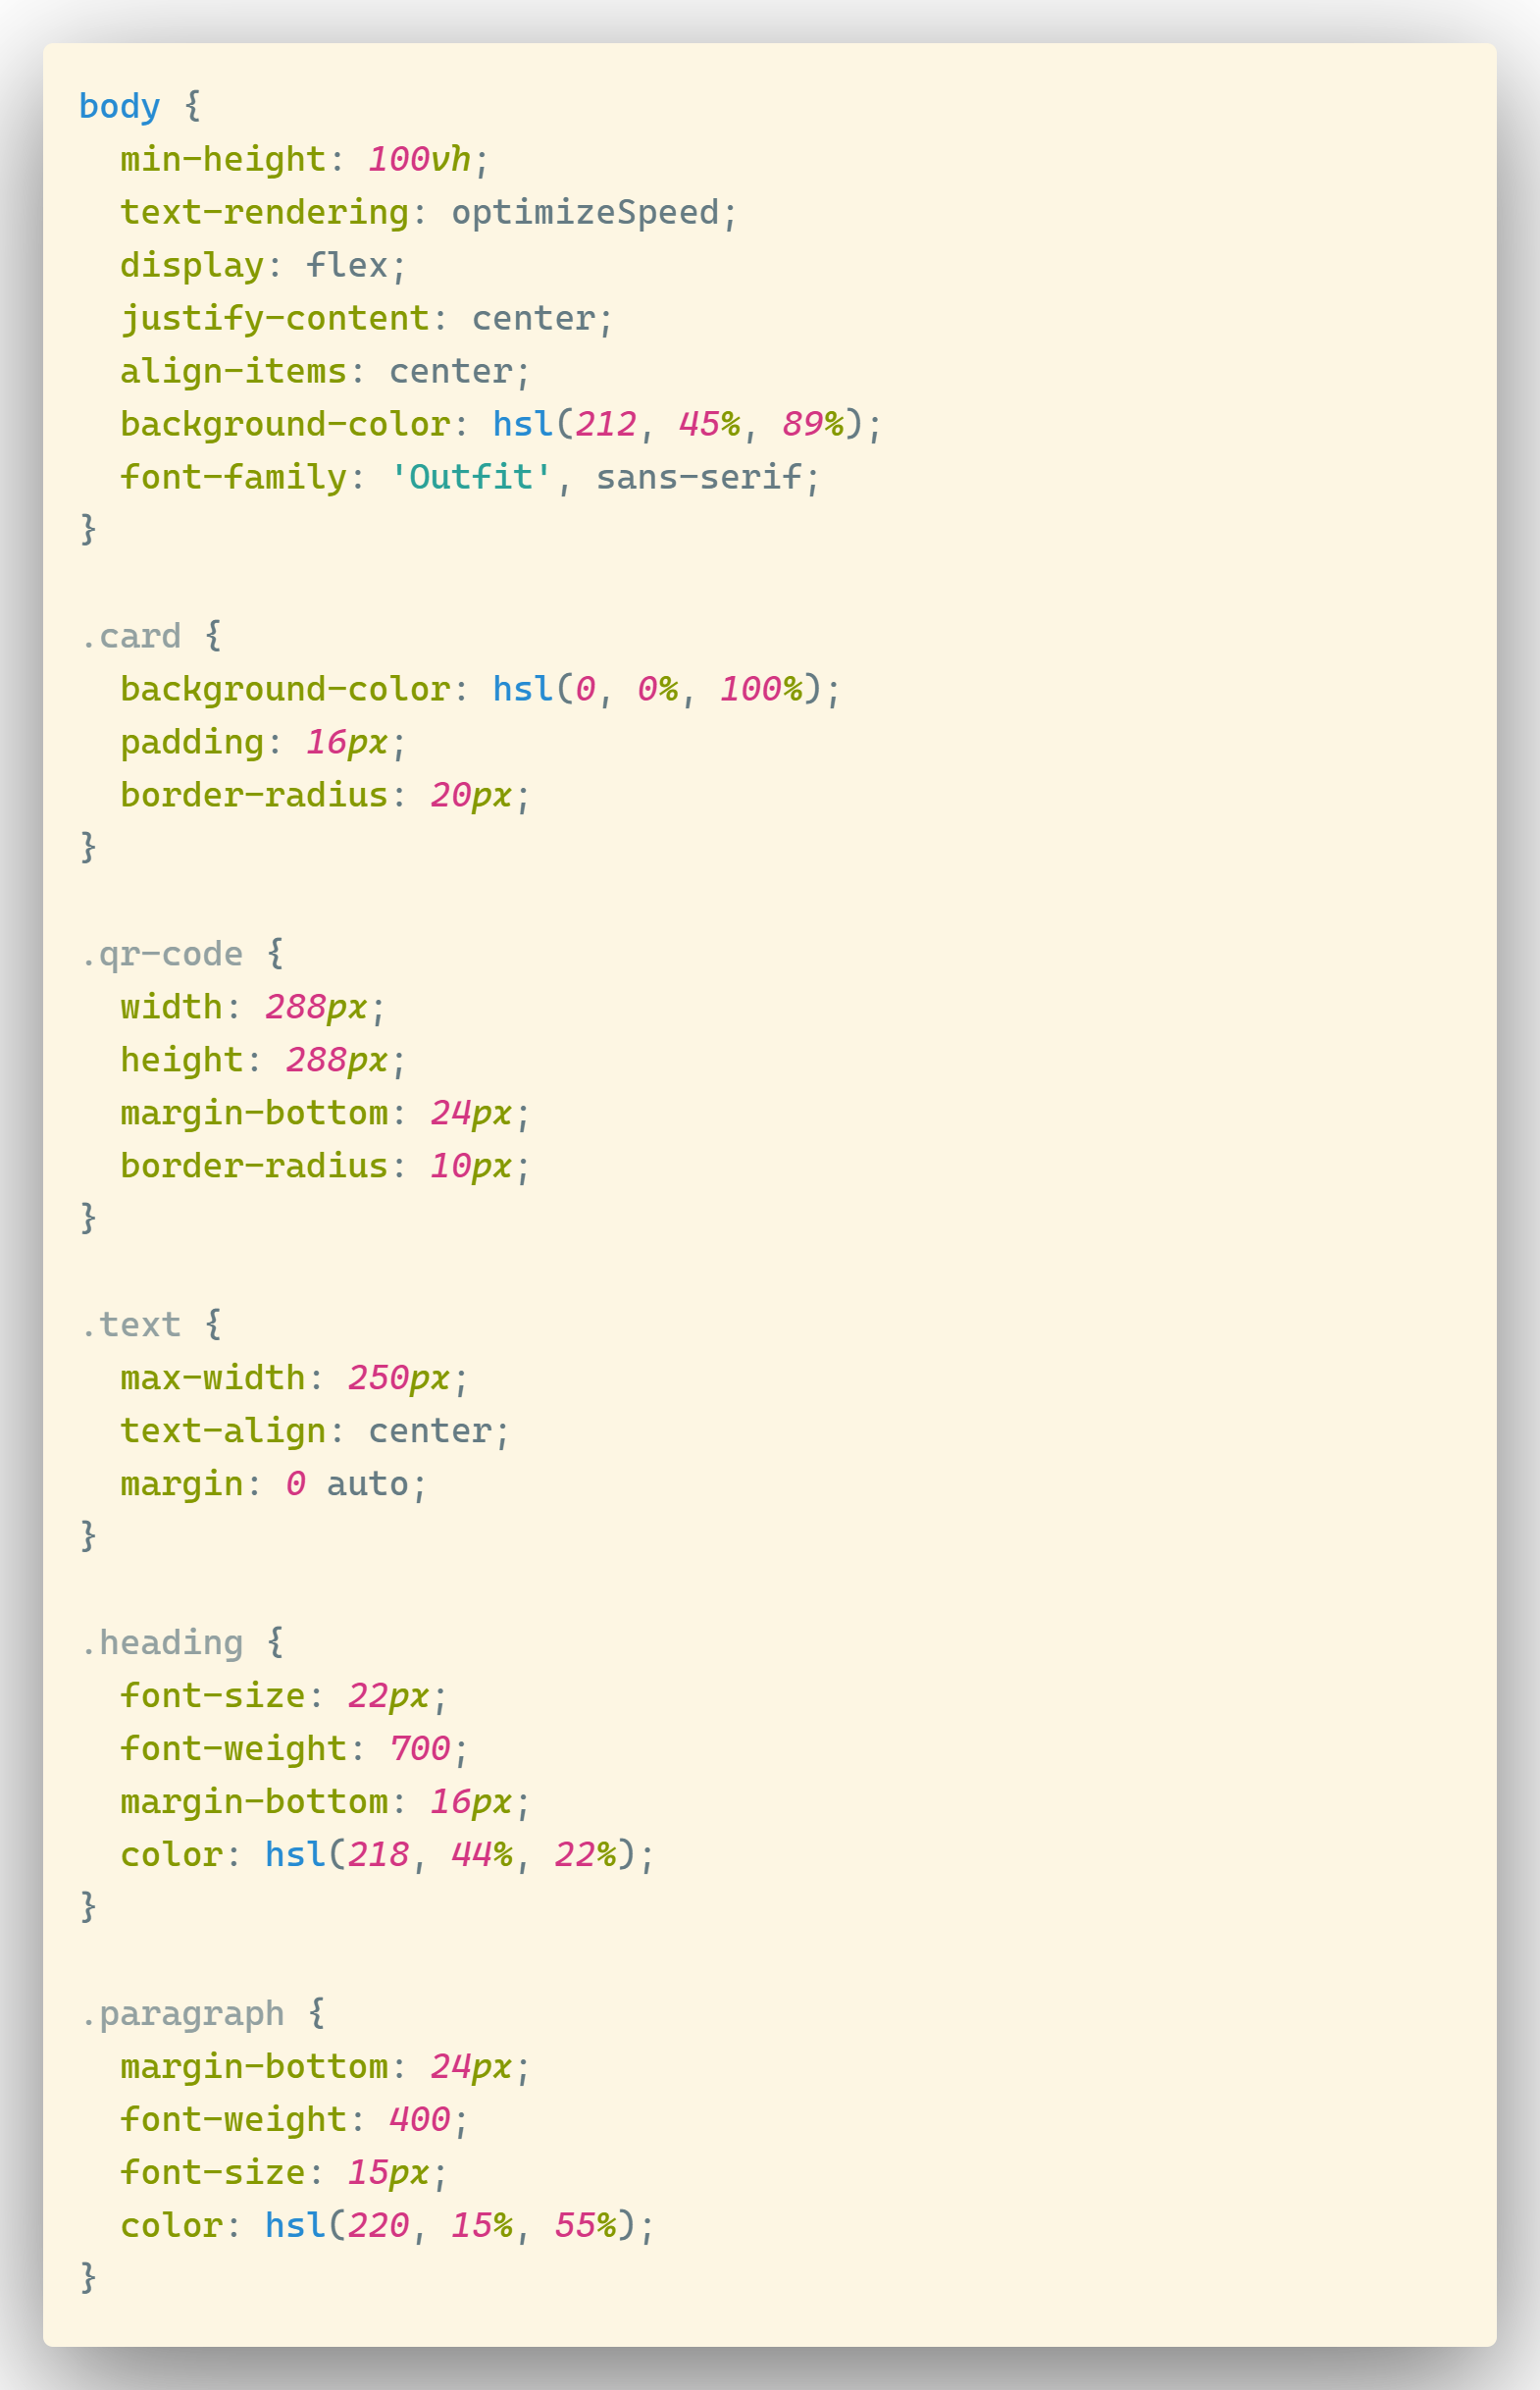 body {
  min-height: 100vh;
  text-rendering: optimizeSpeed;
  display: flex;
  justify-content: center;
  align-items: center;
  background-color: hsl(212, 45%, 89%);
  font-family: 'Outfit', sans-serif;
}

.card {
  background-color: hsl(0, 0%, 100%);
  padding: 16px;
  border-radius: 20px;
}

.qr-code {
  width: 288px;
  height: 288px;
  margin-bottom: 24px;
  border-radius: 10px;
}

.text {
  max-width: 250px;
  text-align: center;
  margin: 0 auto;
}

.heading {
  font-size: 22px;
  font-weight: 700;
  margin-bottom: 16px;
  color: hsl(218, 44%, 22%);
}

.paragraph {
  margin-bottom: 24px;
  font-weight: 400;
  font-size: 15px;
  color: hsl(220, 15%, 55%);
}